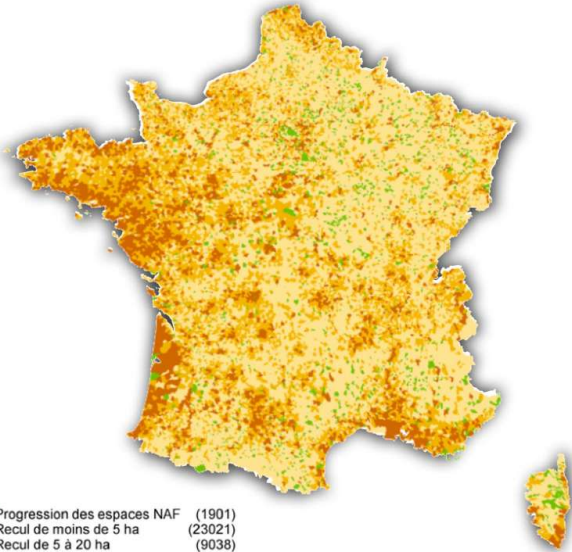 Progression des espaces NAF (1901)
Recul de moins de 5 ha (23021)
Recul de 5 à 20 ha (9038)